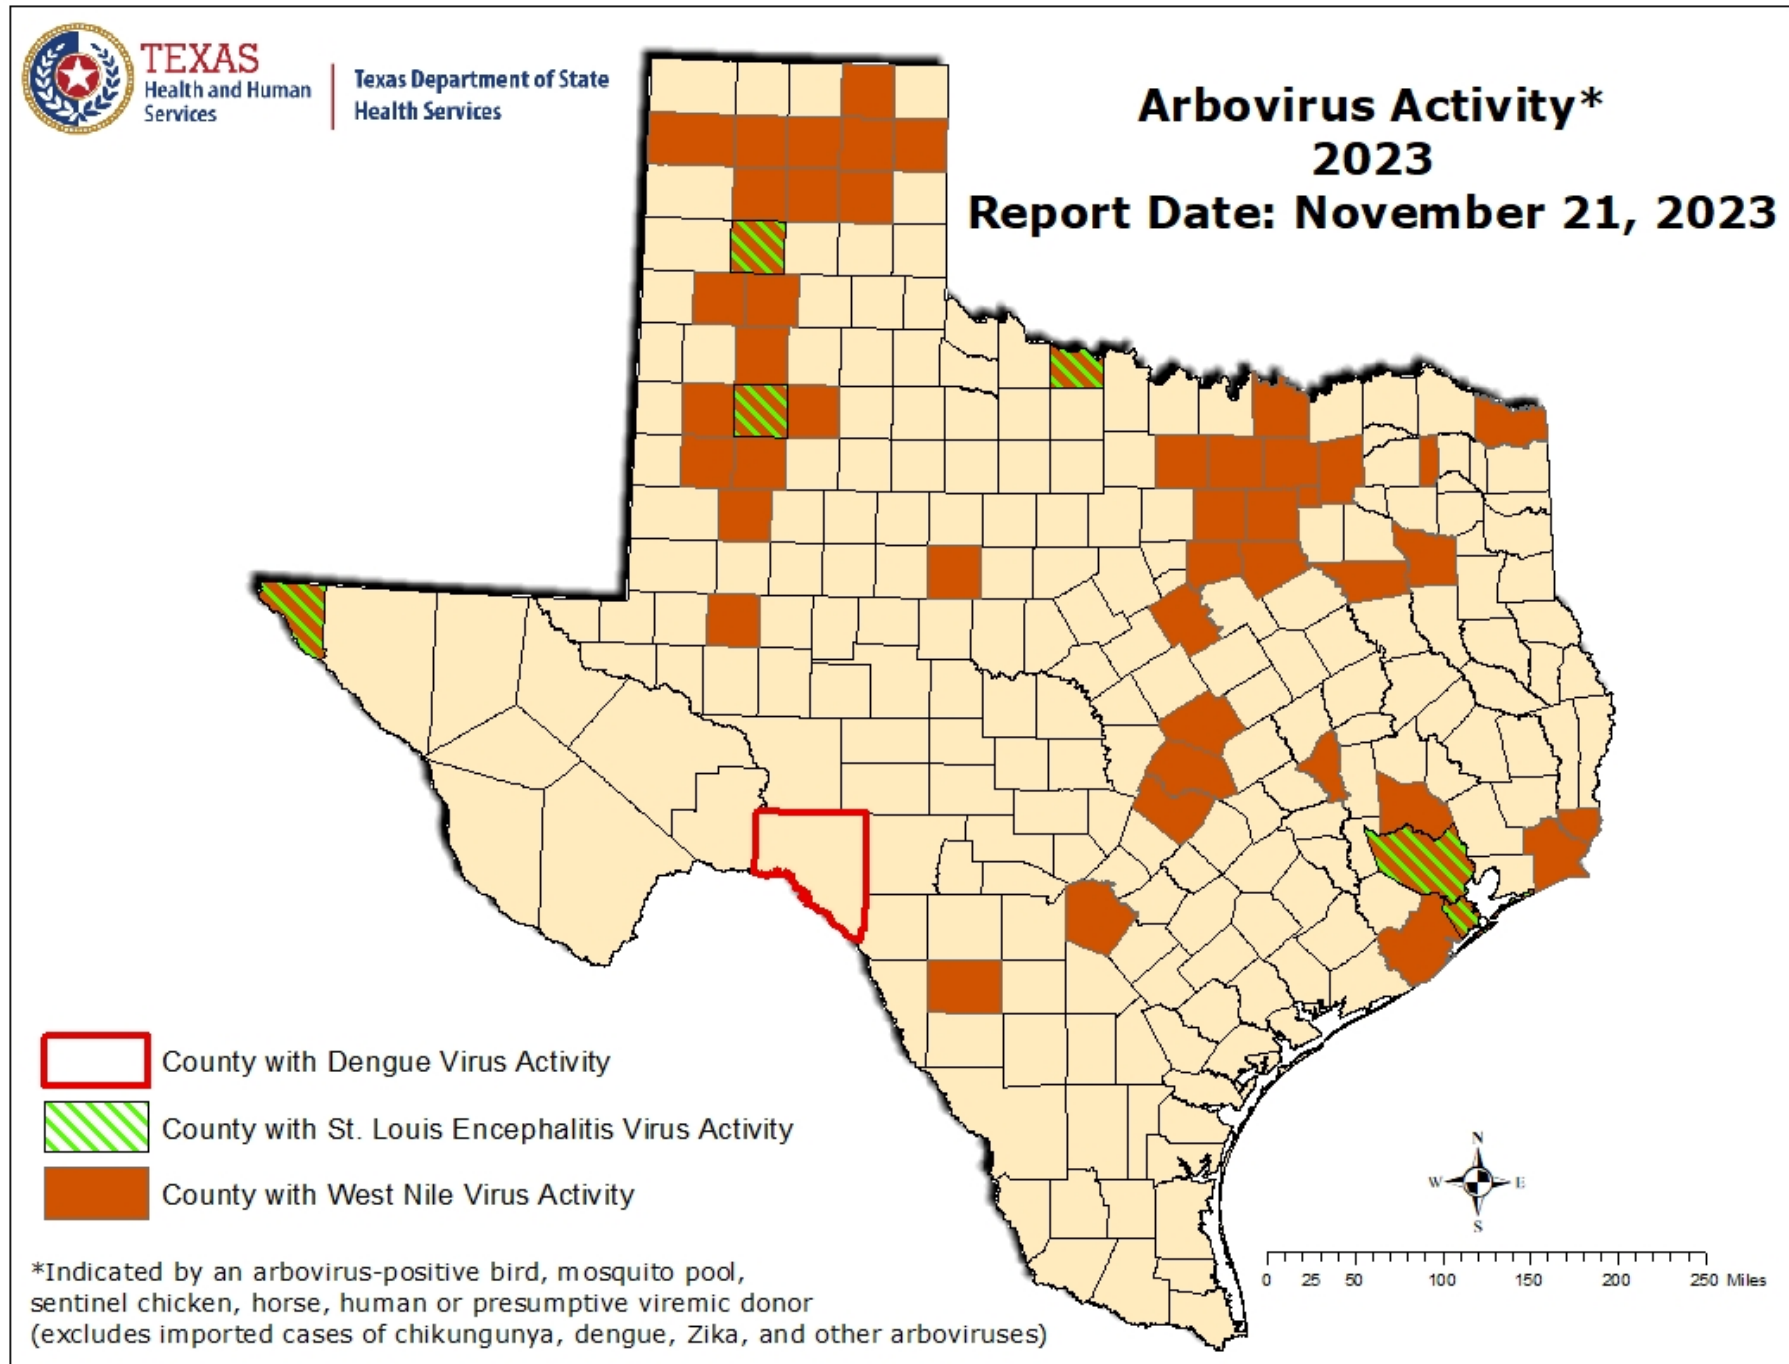 TEXAS
Health and Human
Services
Texas Department of State
Health Services
Arbovirus Activity*
2023
Report Date: November 21, 2023
County with Dengue Virus Activity
County with St. Louis Encephalitis Virus Activity
County with West Nile Virus Activity
*Indicated by an arbovirus-positive bird, mosquito pool,
sentinel chicken, horse, human or presumptive viremic donor
(excludes imported cases of chikungunya, dengue, Zika, and other arboviruses)
N
W E
S
0 25 50 100 150 200 250 Miles